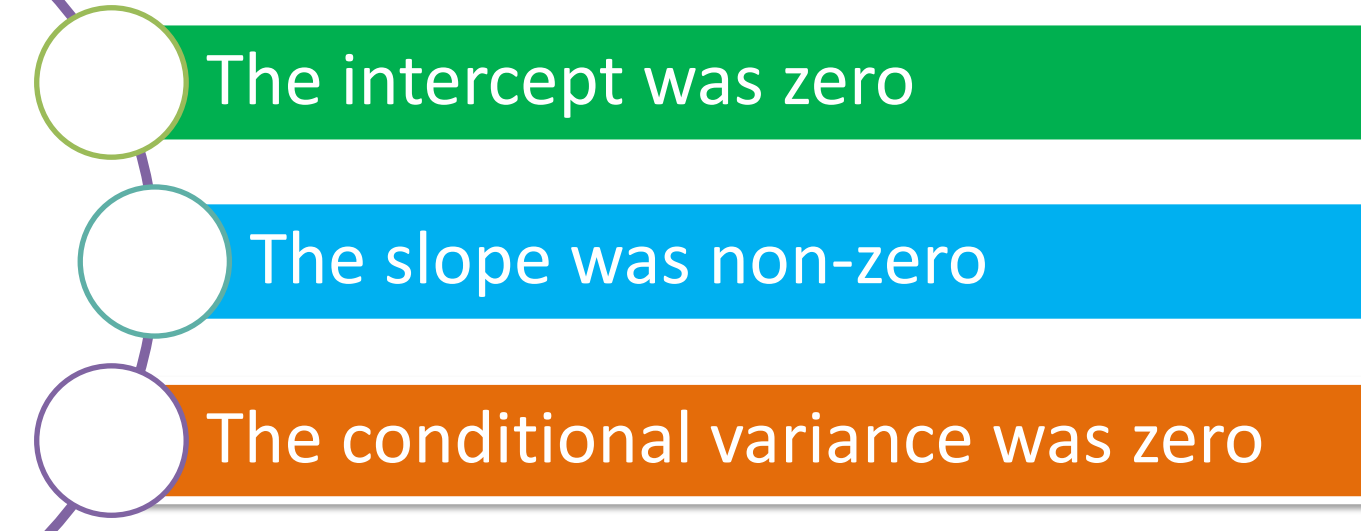 The intercept was zero
The slope was non-zero
The conditional variance was zero